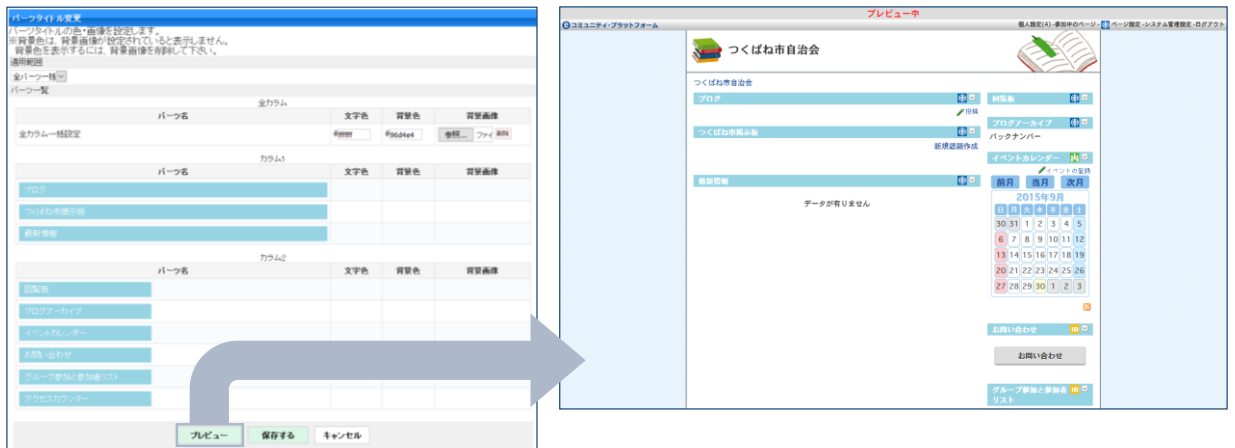 パーツタイトル変更
パーツタイトルの色・画像を設定します。
※背景色は、背景画像が設定されていると表示しません。
背景色を表示するには、背景画像を削除して下さい。
適用範囲
全パーツ一括
パーツ一覧
全カラム
パーツ名 文字色 背景色 背景画像
全カラム一括設定 #ffffff #96d4e4 参照... ファイ 削除
カラム1
パーツ名 文字色 背景色 背景画像
ブログ
つくばね市掲示板
最新情報
カラム2
パーツ名 文字色 背景色 背景画像
回覧板
ブログアーカイブ
イベントカレンダー
お問い合わせ
グループ参加と参加者リスト
アクセスカウンター
プレビュー 保存する キャンセル
プレビュー中
コミュニティ・プラットフォーム
個人設定(4)-参加中のページ- ページ設定-システム管理設定-ログアウト
つくばね市自治会
つくばね市自治会
ブログ
投稿
つくばね市掲示板
新規話題作成
最新情報
データが有りません
回覧板
ブログアーカイブ
バックナンバー
イベントカレンダー
イベントの登録
前月 当月 次月
2015年9月
日 月 火 水 木 金 土
30 31 1 2 3 4 5
6 7 8 9 10 11 12
13 14 15 16 17 18 19
20 21 22 23 24 25 26
27 28 29 30 1 2 3
お問い合わせ
お問い合わせ
グループ参加と参加者
リスト